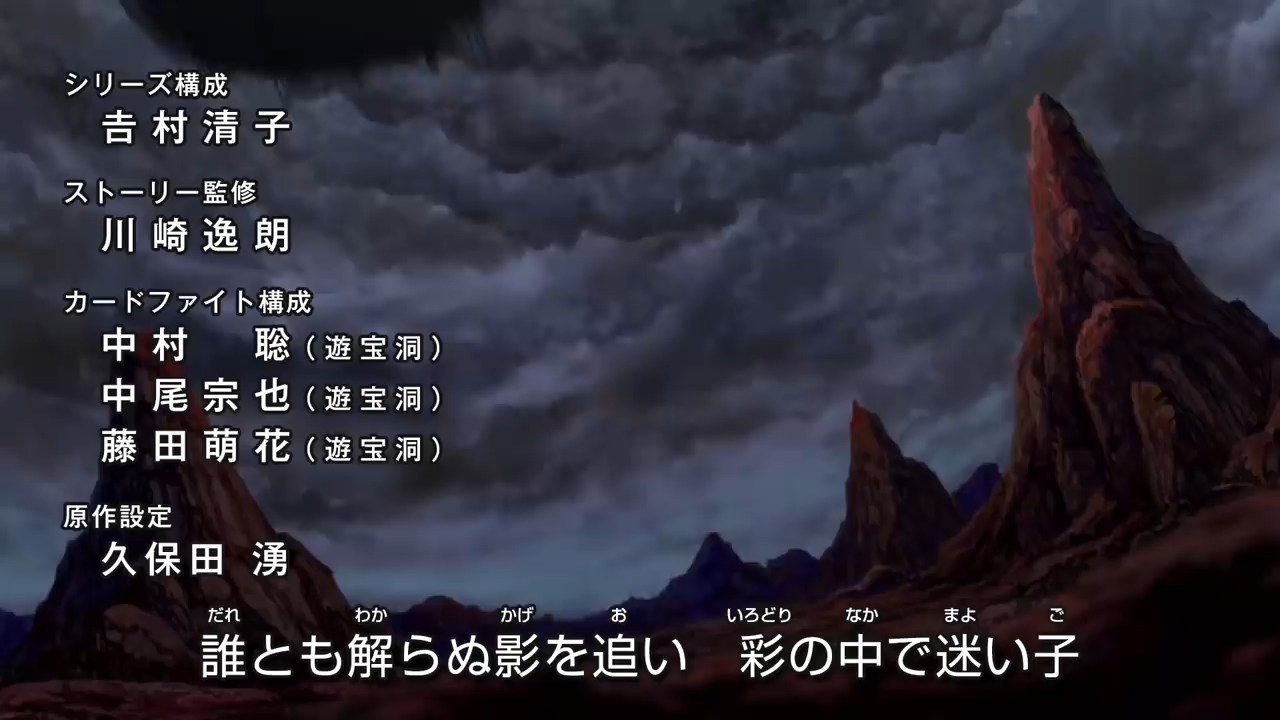 シリーズ構成
𠮷村清子
ストーリー監修
川崎逸朗
カードファイト構成
中村 聡(遊宝洞)
中尾宗也(遊宝洞)
藤田萌花(遊宝洞)
原作設定
久保田 湧
だれ わか かげ お いろどり なか まよ ご
誰とも解らぬ影を追い 彩の中で迷い子